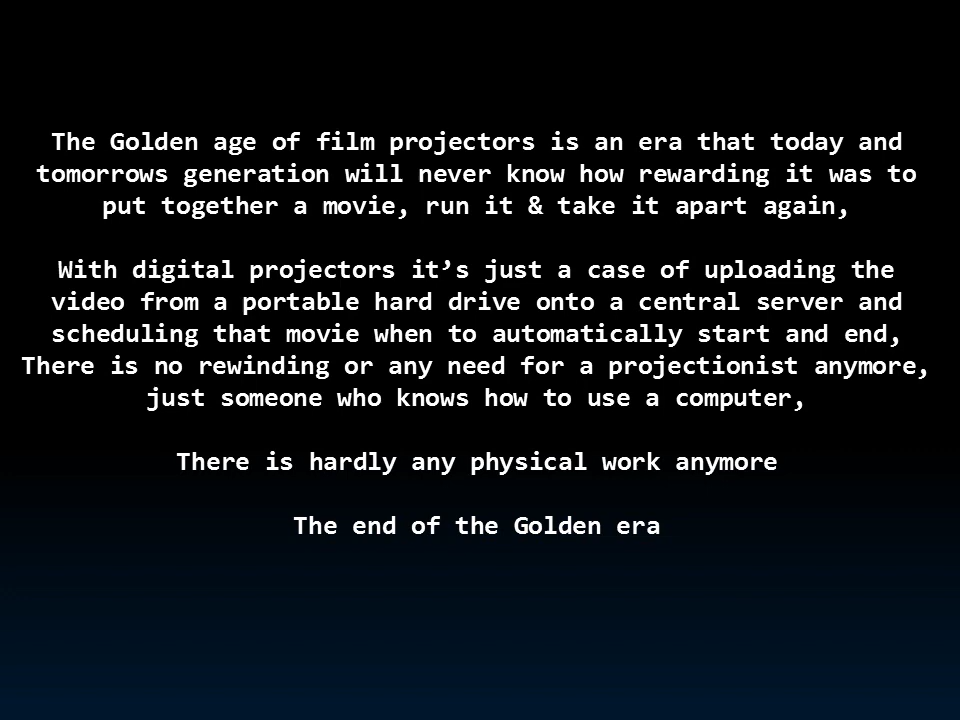 The Golden age of film projectors is an era that today and
tomorrows generation will never know how rewarding it was to
put together a movie, run it & take it apart again,
With digital projectors it’s just a case of uploading the
video from a portable hard drive onto a central server and
scheduling that movie when to automatically start and end,
There is no rewinding or any need for a projectionist anymore,
just someone who knows how to use a computer,
There is hardly any physical work anymore
The end of the Golden era